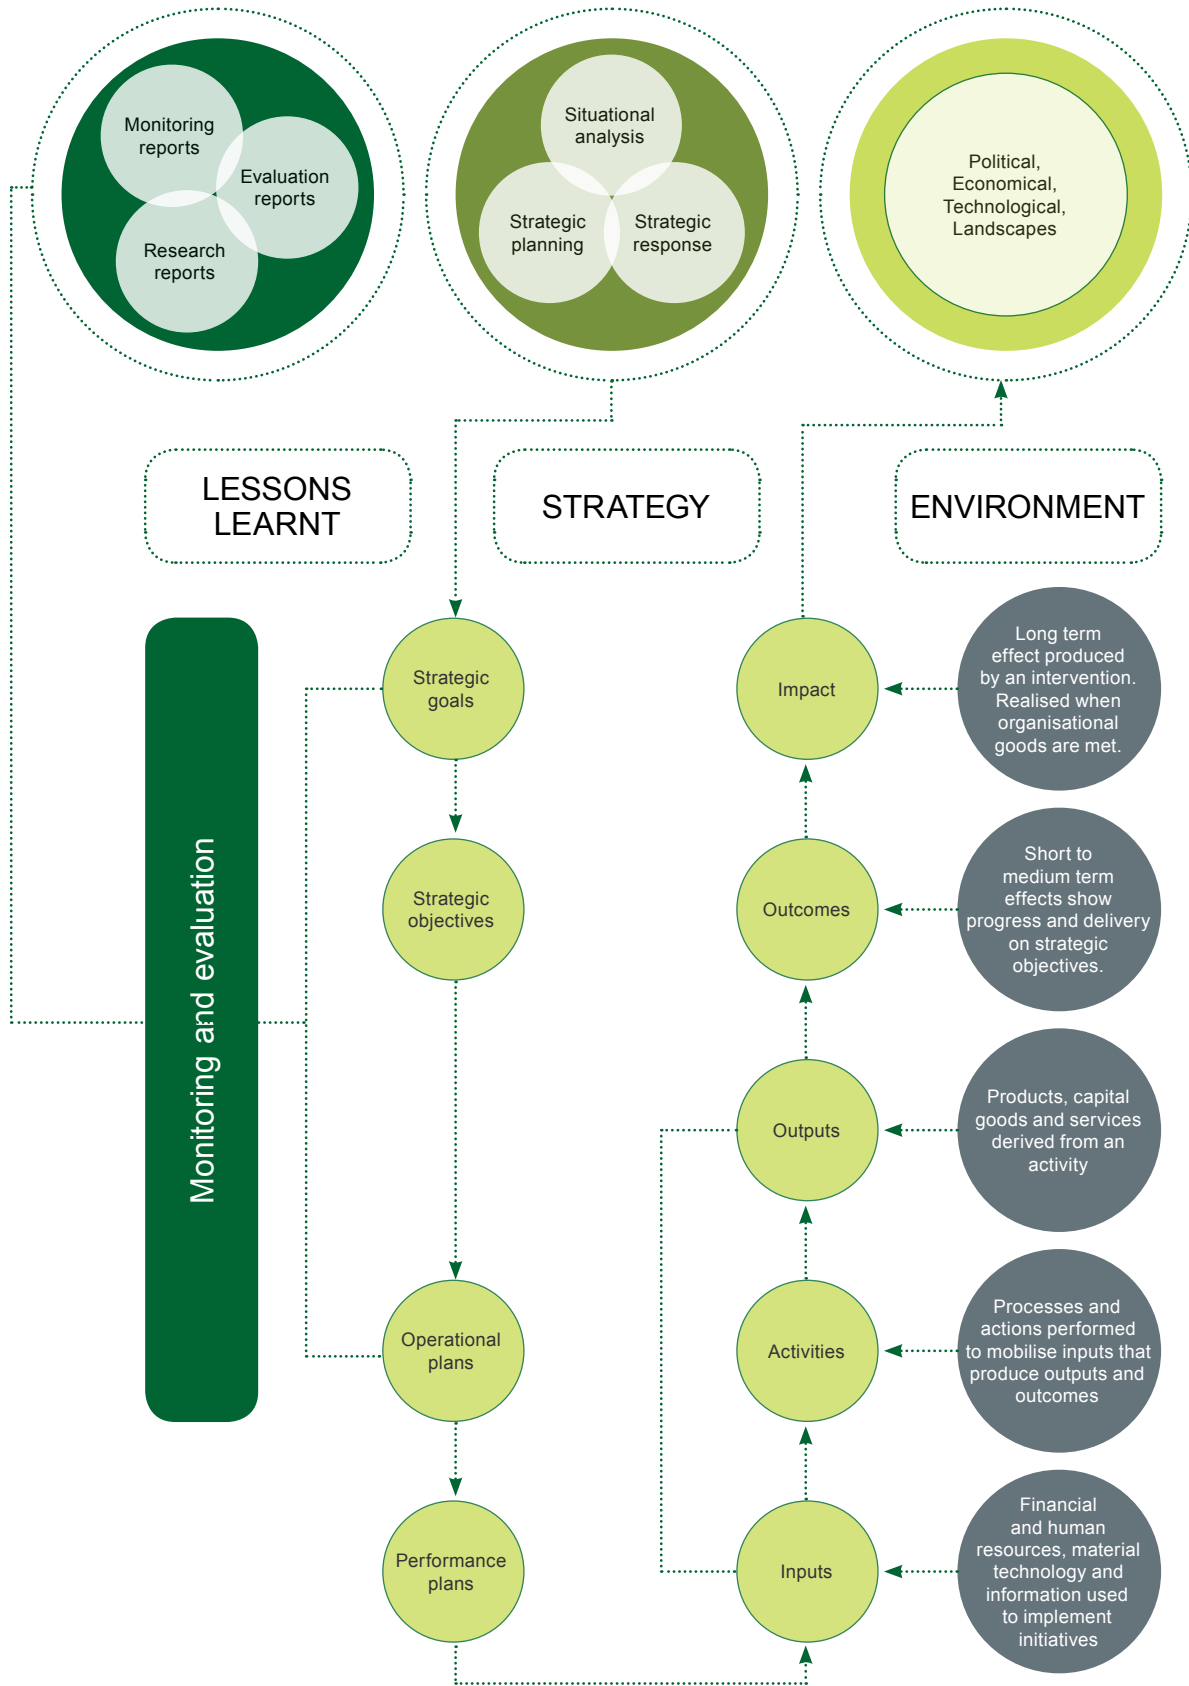 Monitoring
reports
Evaluation
reports
Research
reports
Situational
analysis
Strategic
planning
Strategic
response
Political,
Economical,
Technological,
Landscapes
LESSONS
LEARNT
STRATEGY
ENVIRONMENT
Monitoring and evaluation
Strategic
goals
Strategic
objectives
Operational
plans
Performance
plans
Impact
Outcomes
Outputs
Activities
Inputs
Long term
effect produced
by an intervention.
Realised when
organisational
goods are met.
Short to
medium term
effects show
progress and delivery
on strategic
objectives.
Products, capital
goods and services
derived from an
activity
Processes and
actions performed
to mobilise inputs that
produce outputs and
outcomes
Financial
and human
resources, material
technology and
information used
to implement
initiatives